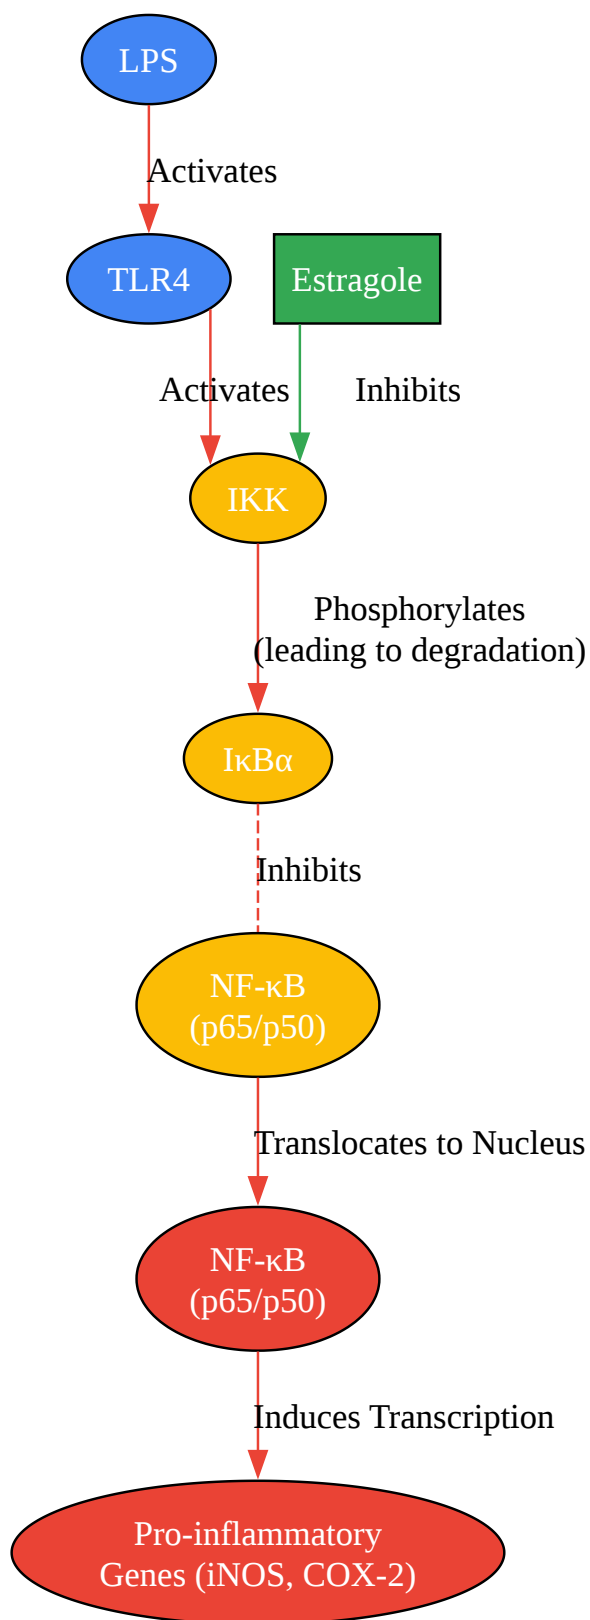 LPS
Activates
TLR4
Estragole
Activates
Inhibits
IKK
Phosphorylates
(leading to degradation)
IκBα
Inhibits
NF-κB
(p65/p50)
Translocates to Nucleus
NF-κB
(p65/p50)
Induces Transcription
Pro-inflammatory
Genes (iNOS, COX-2)